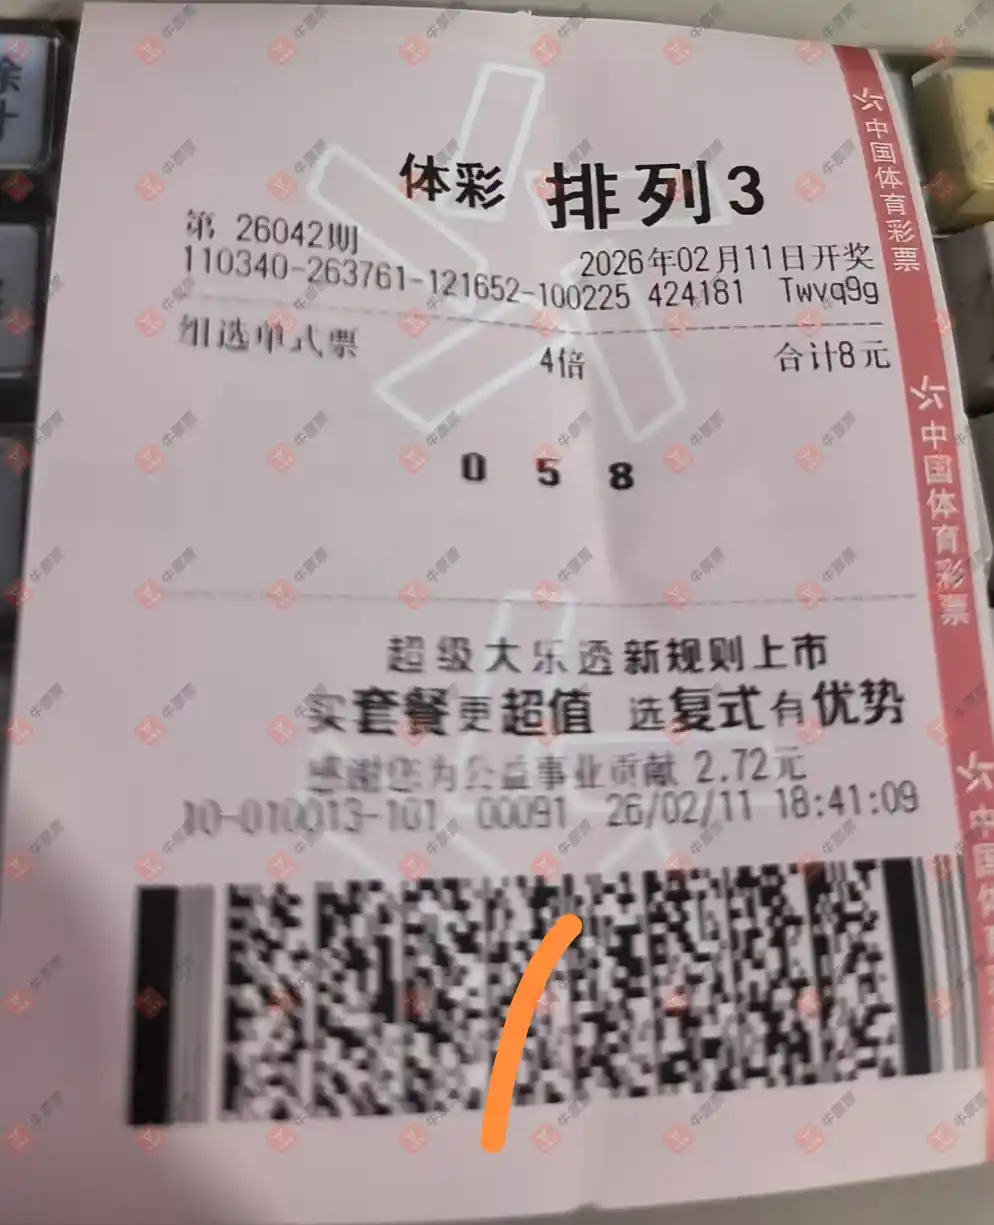 体彩 排列3
第 26042期
2026年02月11日开奖
110340-263761-121652-100225 424181 Twvq9g
组选单式票 4倍 合计8元
0 5 8
超级大乐透新规则上市
买套餐更超值 选复式有优势
感谢您为公益事业贡献 2.72元
10-010013-101 00091 26/02/11 18:41:09
中国体育彩票
中国体育彩票
中国体育
牛票票